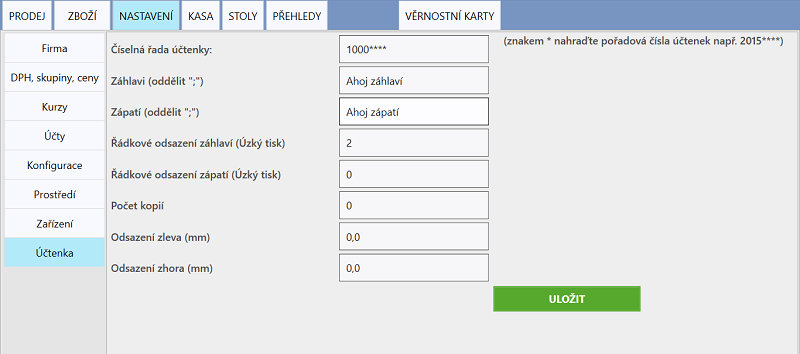 PRODEJ ZBOŽÍ NASTAVENÍ KASA STOLY PŘEHLEDY VĚRNOSTNÍ KARTY
Firma
DPH, skupiny, ceny
Kurzy
Účty
Konfigurace
Prostředí
Zařízení
Účtenka
Číselná řada účtenky: 1000**** (znakem * nahraďte pořadová čísla účtenek např. 2015****)
Záhlavi (oddělit ";") Ahoj záhlaví
Zápatí (oddělit ";") Ahoj zápatí
Řádkové odsazení záhlaví (Úzký tisk) 2
Řádkové odsazení zápatí (Úzký tisk) 0
Počet kopií 0
Odsazení zleva (mm) 0,0
Odsazení zhora (mm) 0,0
ULOŽIT